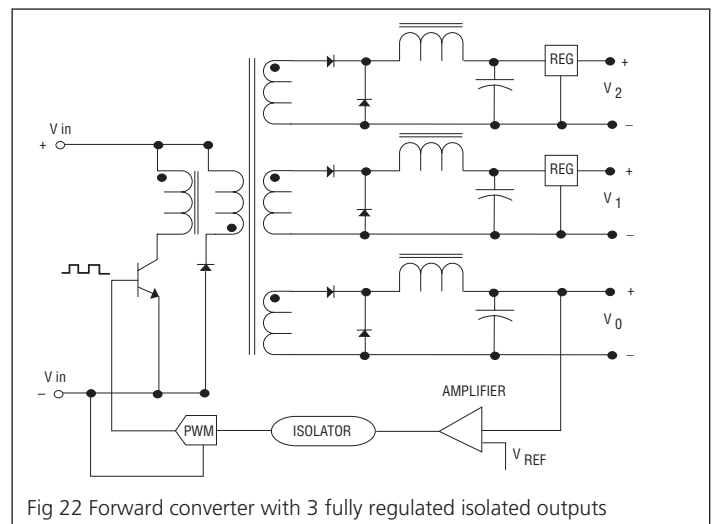 REG
+
V 2
−
V in
+
REG
+
V 1
−
+
V 0
−
V in
−
AMPLIFIER
PWM
ISOLATOR
V REF
Fig 22 Forward converter with 3 fully regulated isolated outputs